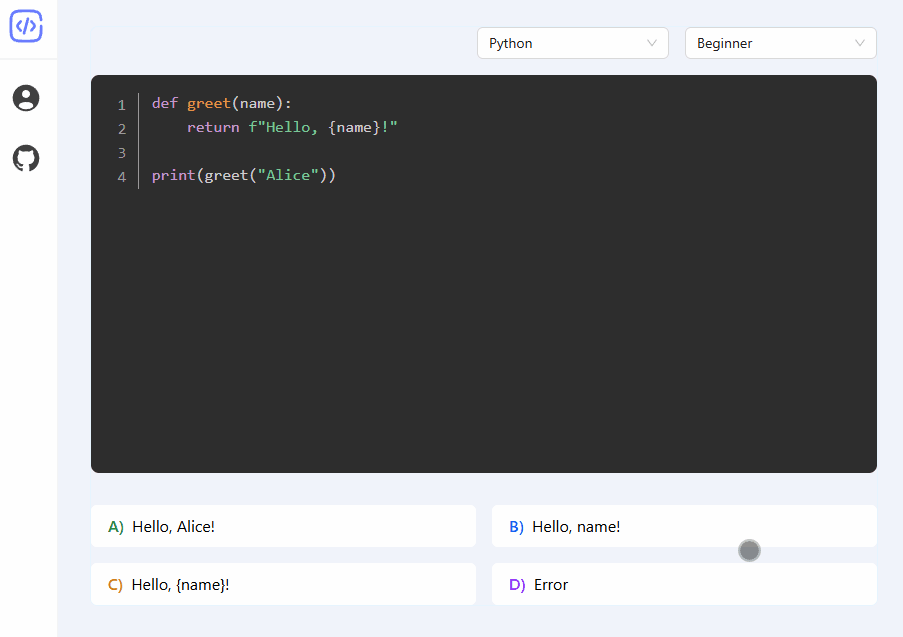 Python
Beginner
1 def greet(name):
2     return f"Hello, {name}!"
3
4 print(greet("Alice"))
A) Hello, Alice!
B) Hello, name!
C) Hello, {name}!
D) Error